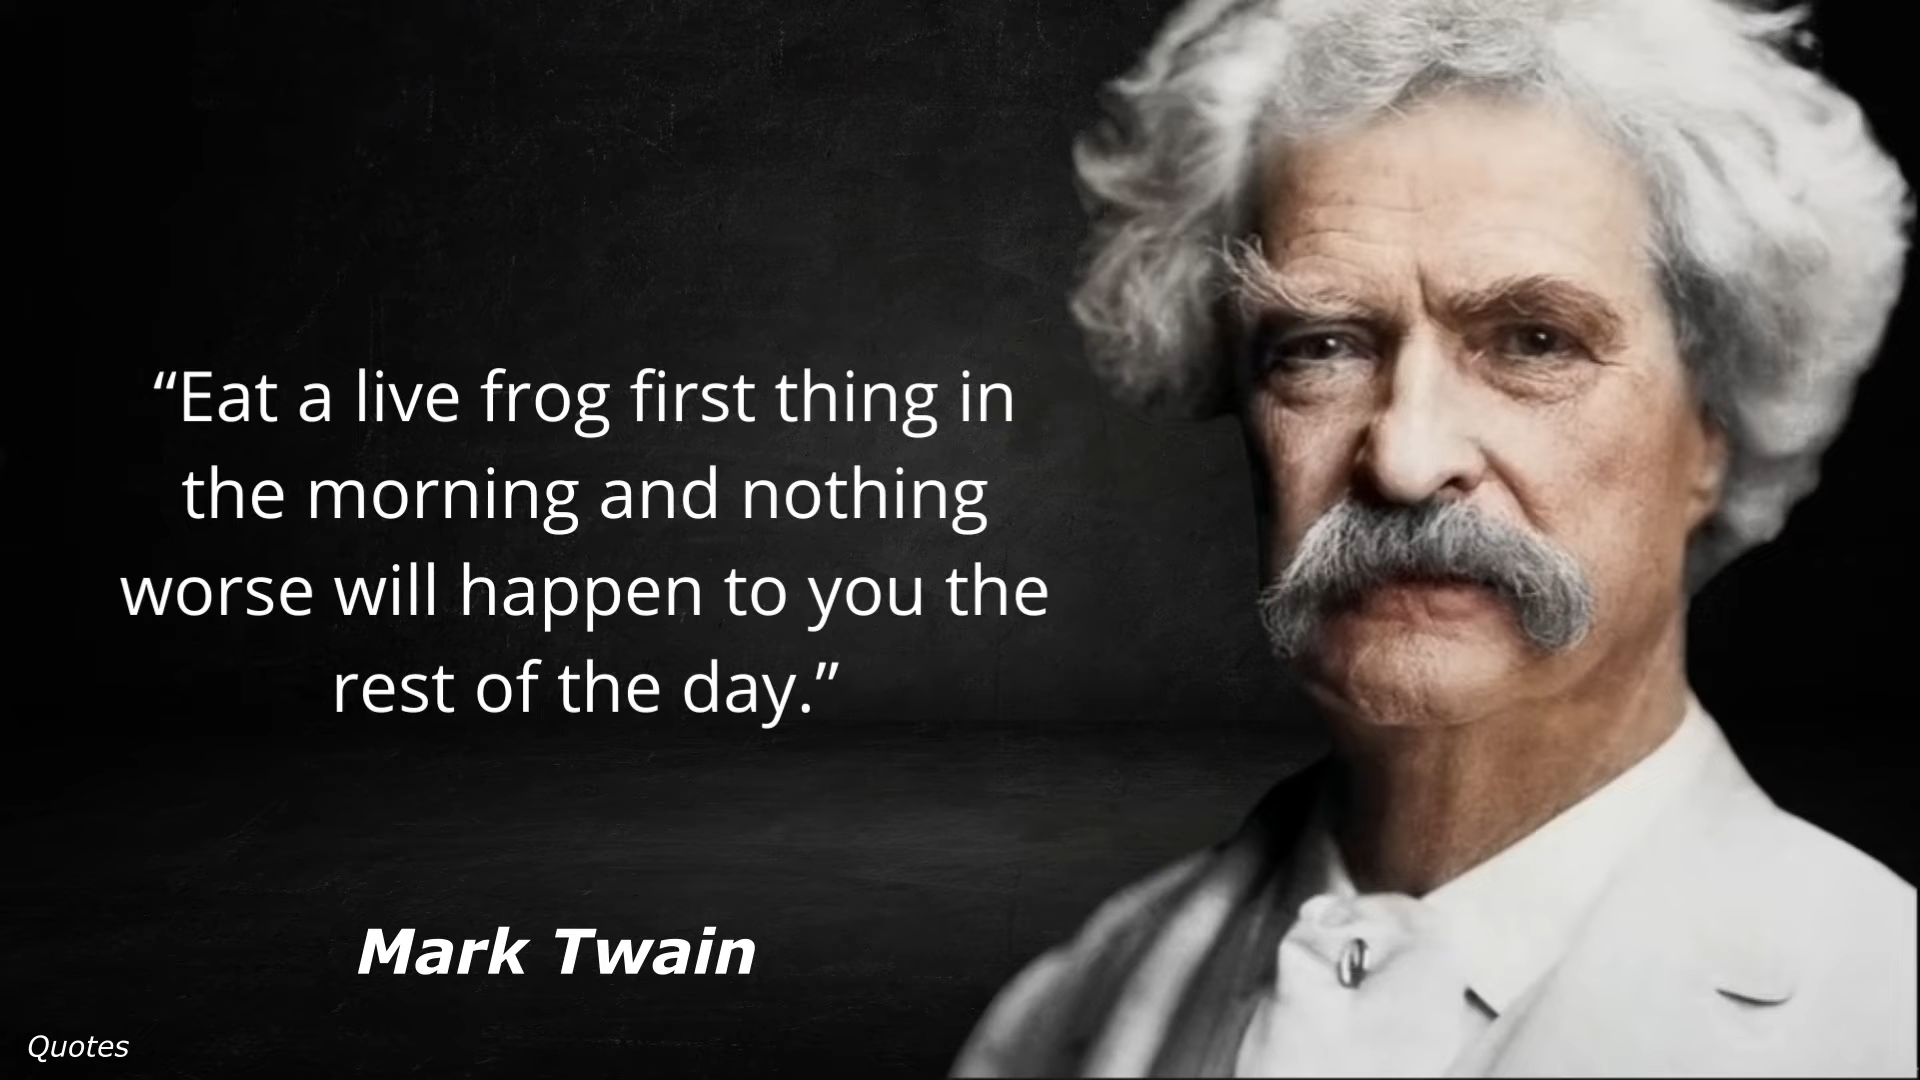 “Eat a live frog first thing in
the morning and nothing
worse will happen to you the
rest of the day.”
Mark Twain
Quotes